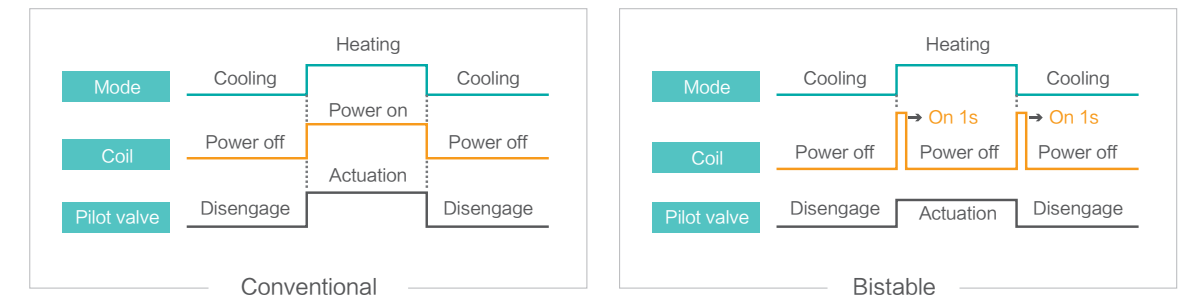 Heating
Mode
Cooling
Cooling
Power on
Coil
Power off
Power off
Actuation
Pilot valve
Disengage
Disengage
Conventional
Heating
Mode
Cooling
Cooling
➔ On 1s
➔ On 1s
Coil
Power off
Power off
Power off
Pilot valve
Disengage
Actuation
Disengage
Bistable